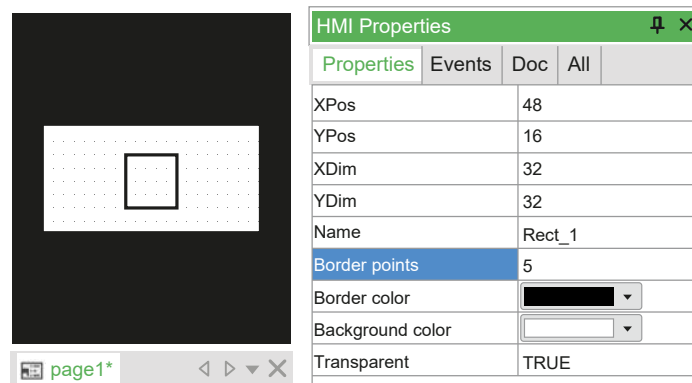 HMI Properties
Properties Events Doc All
XPos 48
YPos 16
XDim 32
YDim 32
Name Rect_1
Border points 5
Border color
Background color
Transparent TRUE
page1*